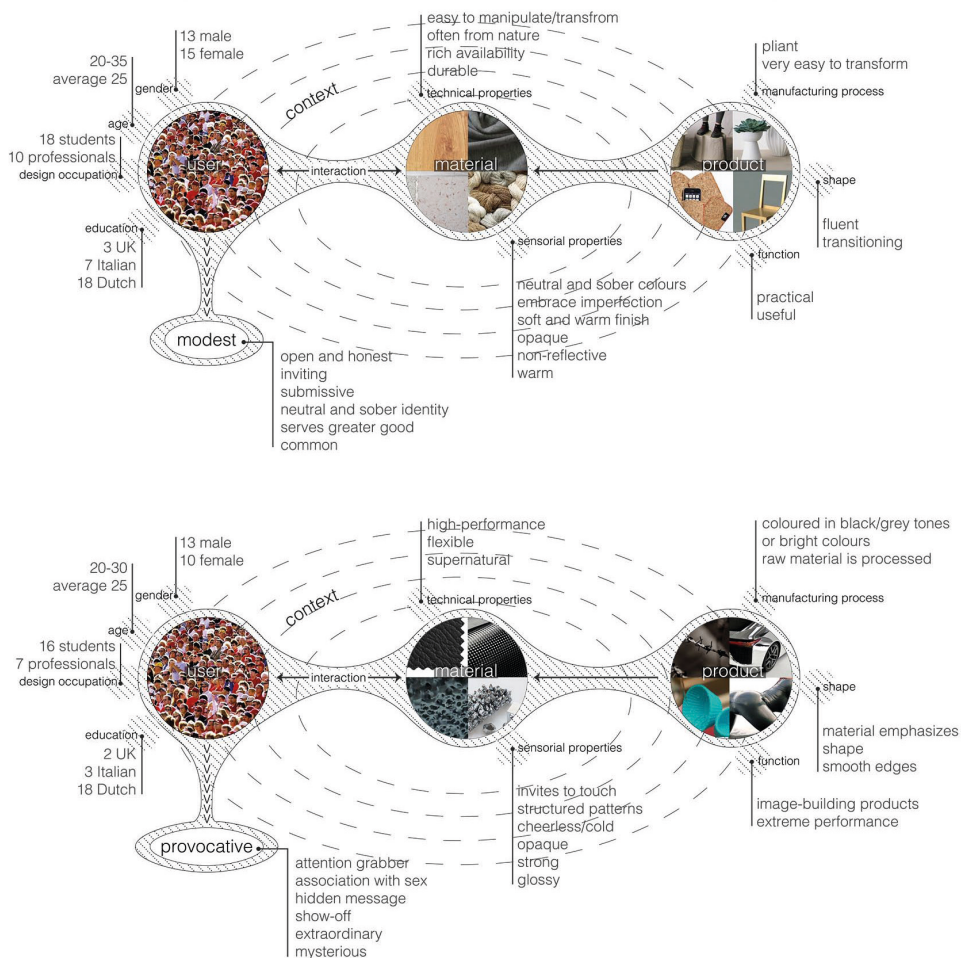 easy to manipulate/transfrom
often from nature
rich availability
durable
technical properties
13 male
15 female
gender
20-35
average 25
age
18 students
10 professionals
design occupation
education
3 UK
7 Italian
18 Dutch
context
user
interaction
material
product
pliant
very easy to transform
manufacturing process
shape
fluent
transitioning
function
practical
useful
sensorial properties
neutral and sober colours
embrace imperfection
soft and warm finish
opaque
non-reflective
warm
modest
open and honest
inviting
submissive
neutral and sober identity
serves greater good
common
high-performance
flexible
supernatural
technical properties
13 male
10 female
gender
20-30
average 25
age
16 students
7 professionals
design occupation
education
2 UK
3 Italian
18 Dutch
context
user
interaction
material
product
coloured in black/grey tones
or bright colours
raw material is processed
manufacturing process
shape
material emphasizes
shape
smooth edges
function
image-building products
extreme performance
sensorial properties
invites to touch
structured patterns
cheerless/cold
opaque
strong
glossy
provocative
attention grabber
association with sex
hidden message
show-off
extraordinary
mysterious